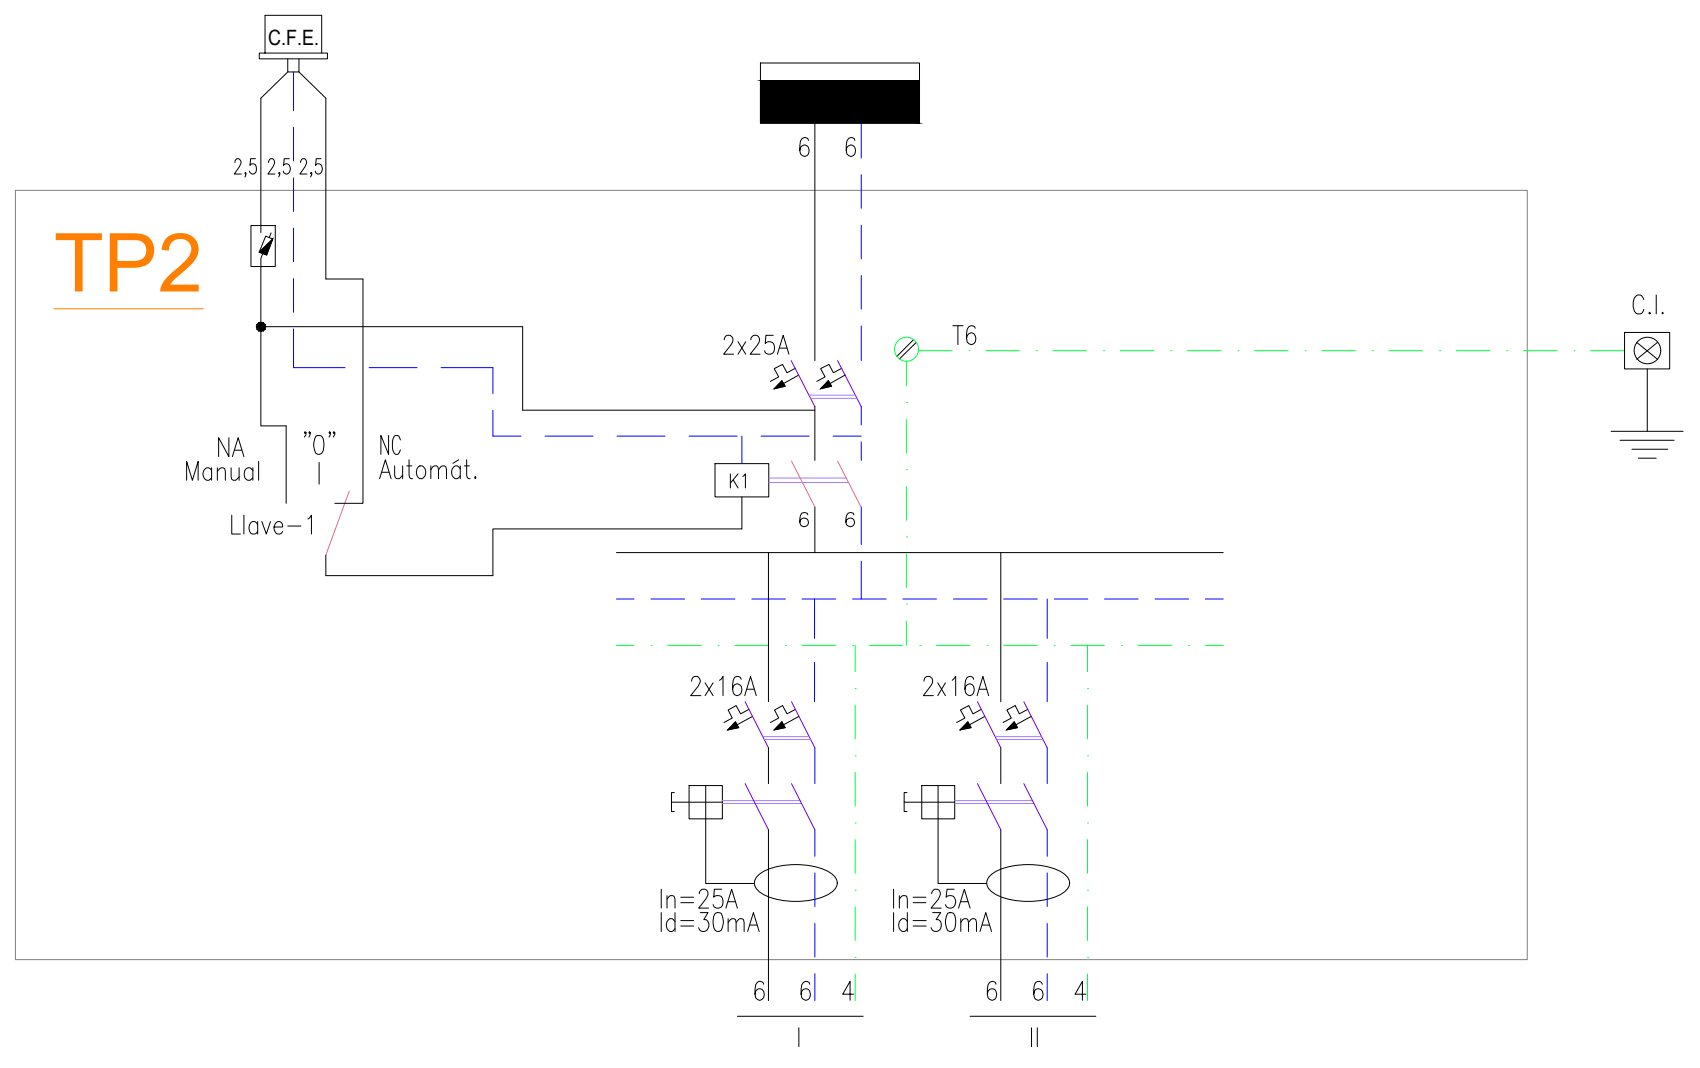 C.F.E.
6 6
2,5 2,5 2,5
TP2
C.I.
T6
2x25A
"0"
NA
Manual
NC
Automát.
K1
Llave-1
6 6
2x16A 2x16A
In=25A
Id=30mA
In=25A
Id=30mA
6 6 4 6 6 4
I II